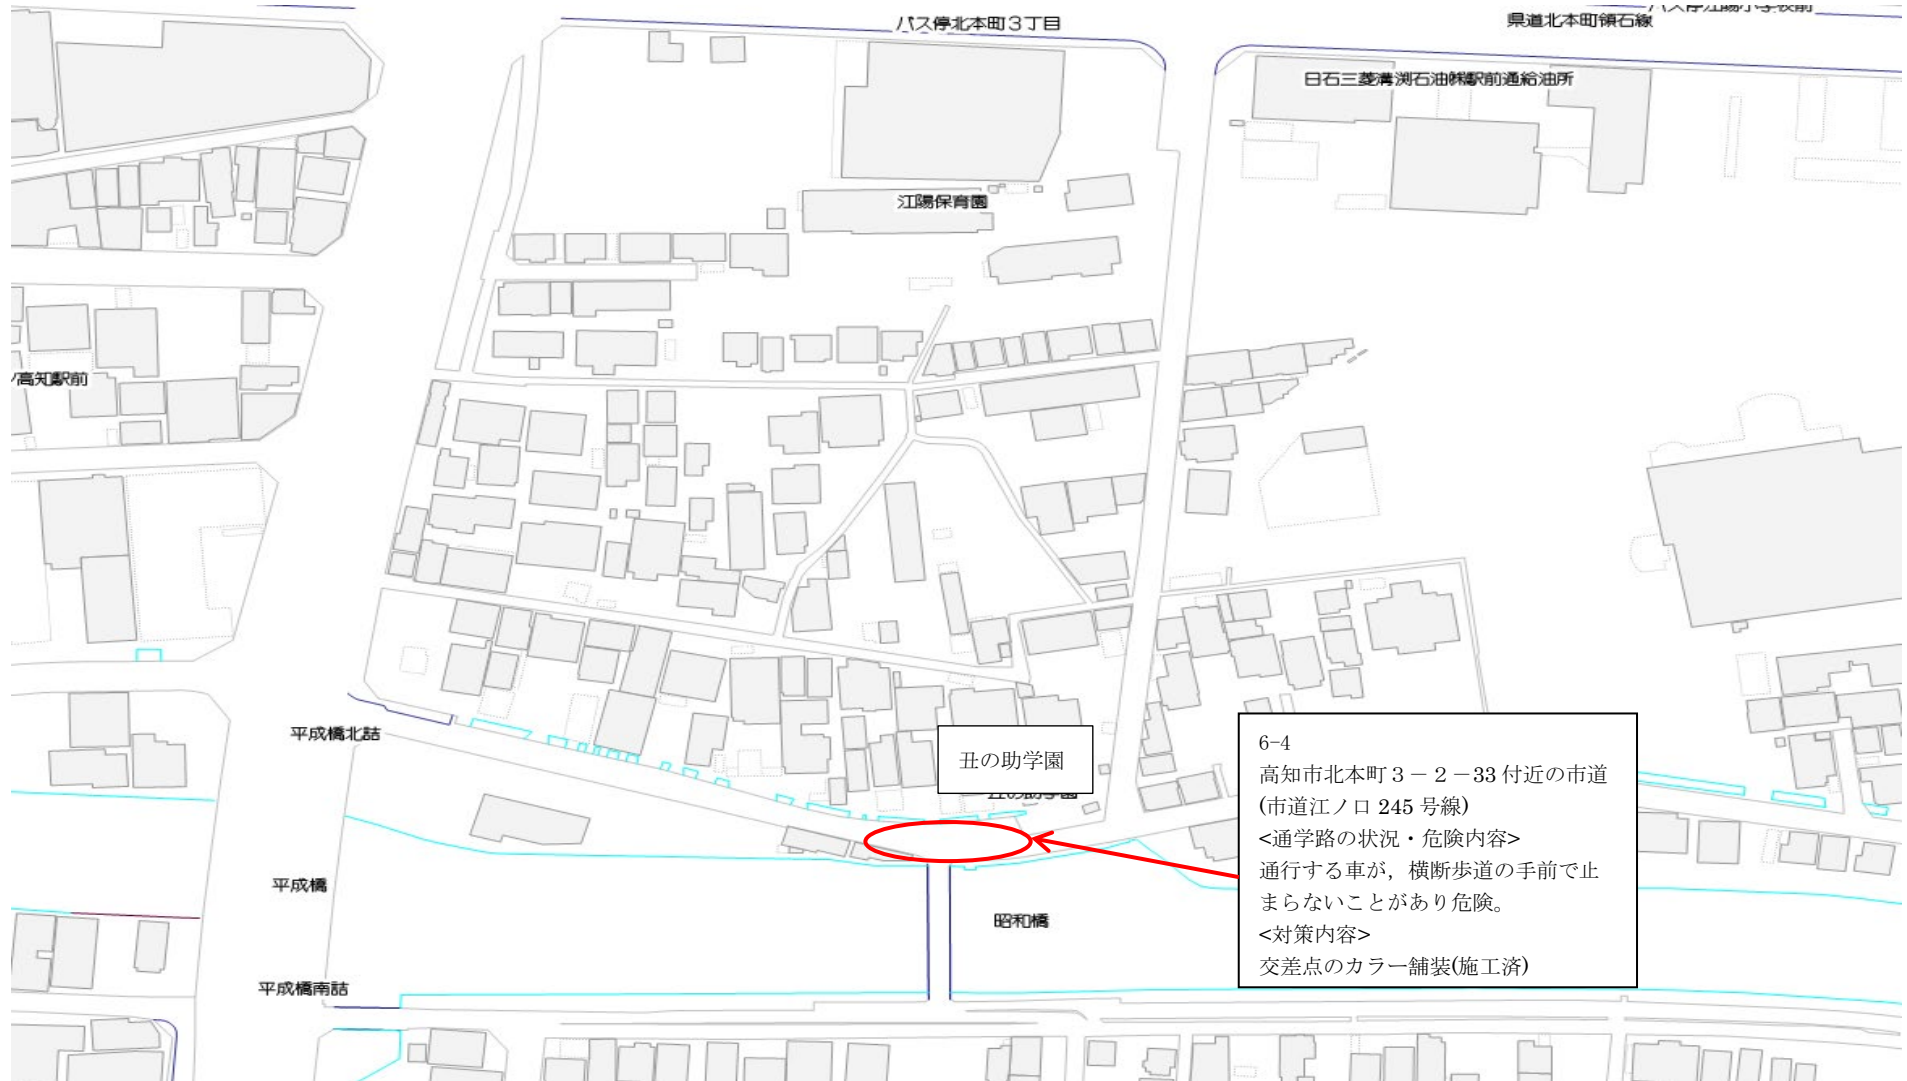 バス停北本町３丁目
県道北本町領石線
日石三菱溝渕石油㈱駅前通給油所
江陽保育園
高知駅前
平成橋北詰
丑の助学園
平成橋
昭和橋
平成橋南詰
6-4
高知市北本町３－２－33 付近の市道
(市道江ノ口 245 号線)
<通学路の状況・危険内容>
通行する車が，横断歩道の手前で止
まらないことがあり危険。
<対策内容>
交差点のカラー舗装(施工済)